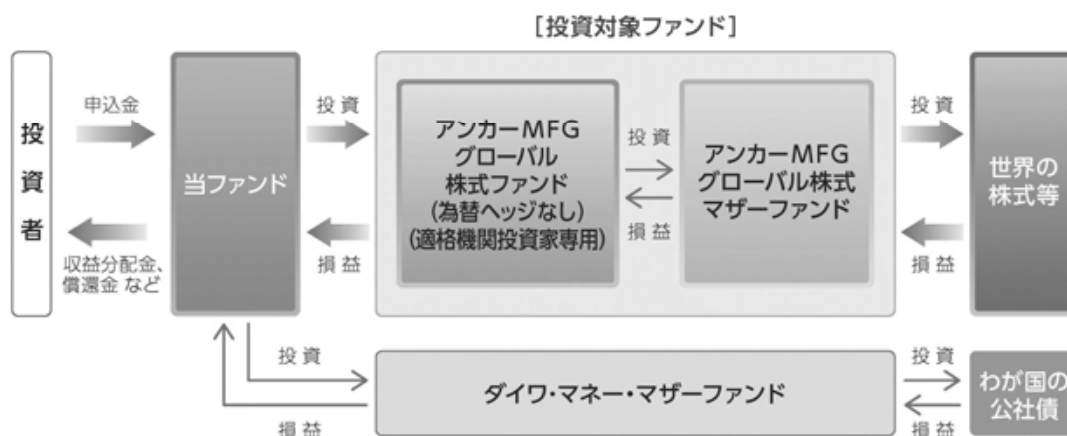 [投資対象ファンド]
投資者
申込金
収益分配金、
償還金 など
当ファンド
投資
損益
アンカーMFG
グローバル
株式ファンド
(為替ヘッジなし)
(適格機関投資家専用)
投資
損益
アンカーMFG
グローバル株式
マザーファンド
投資
損益
世界の
株式等
投資
損益
ダイワ・マネー・マザーファンド
投資
損益
わが国の
公社債